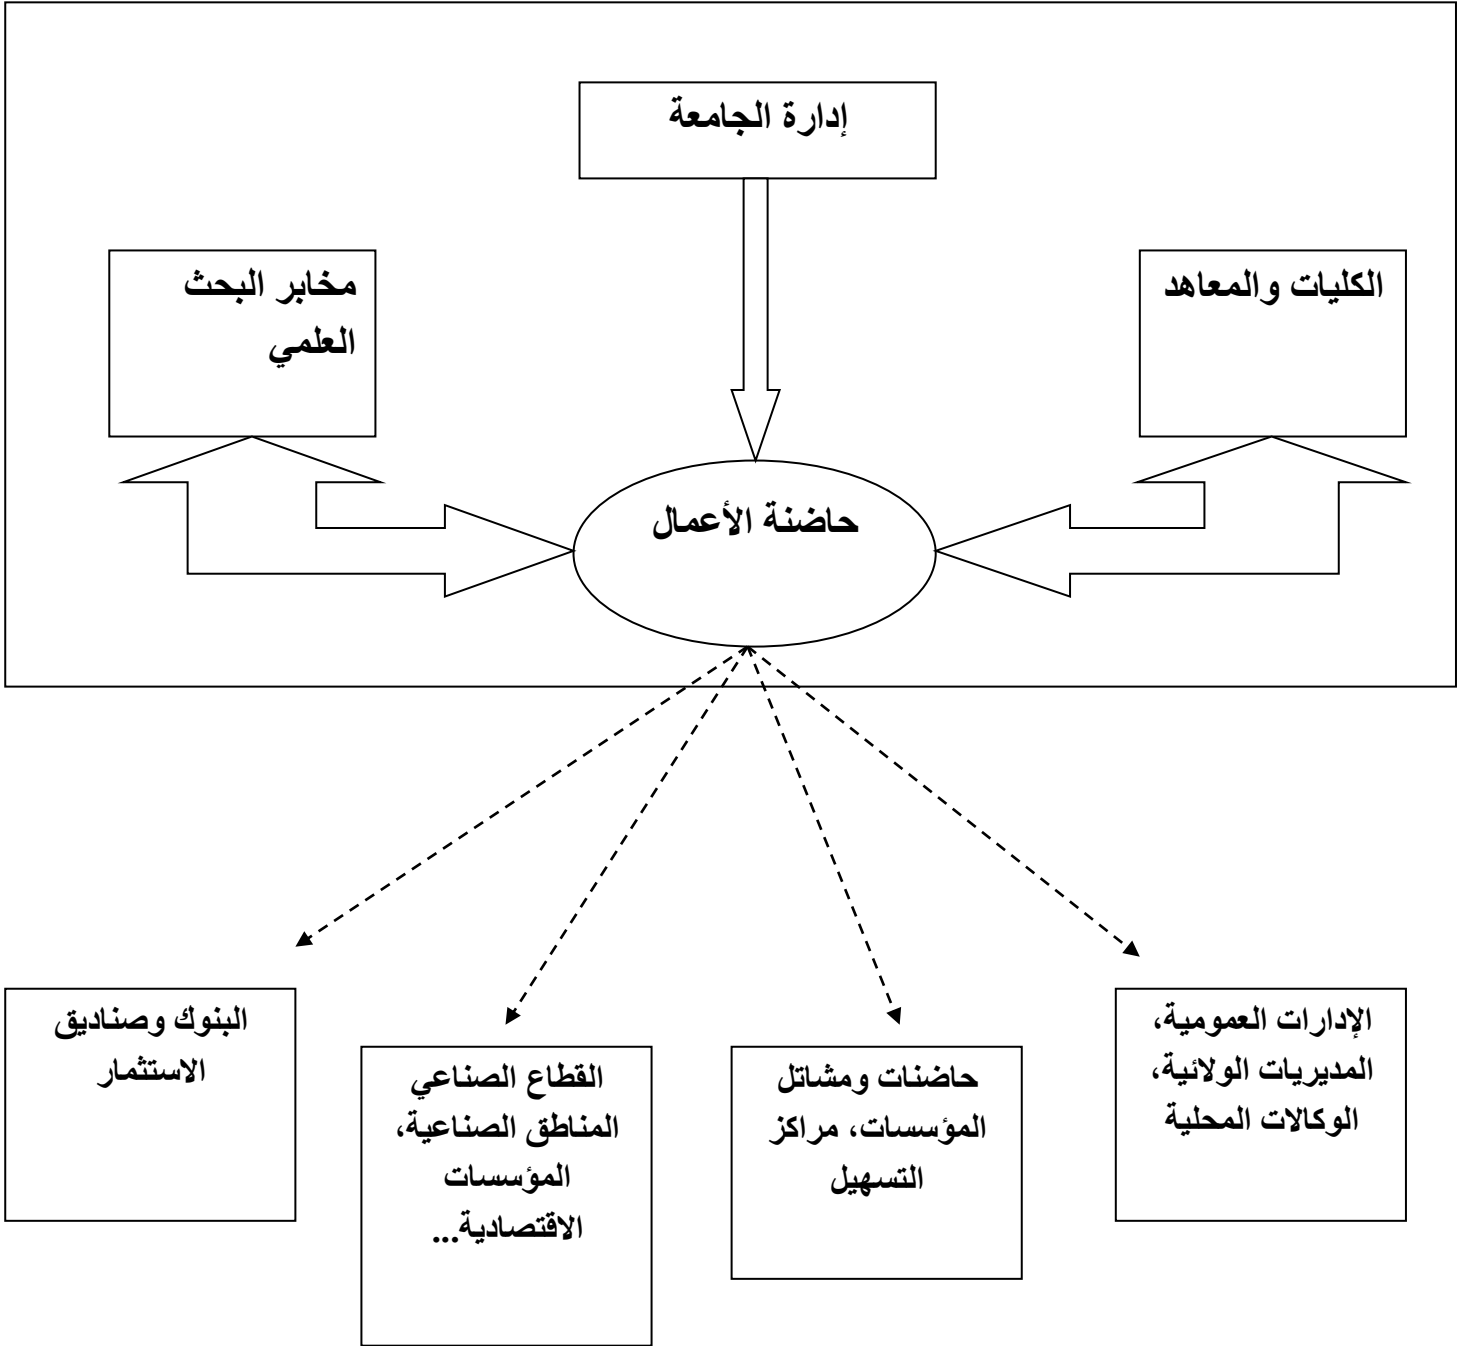 إدارة الجامعة
الكليات والمعاهد
مخابر البحث
العلمي
حاضنة الأعمال
الإدارات العمومية،
المديريات الولائية،
الوكالات المحلية
حاضنات ومشاتل
المؤسسات، مراكز
التسهيل
القطاع الصناعي
المناطق الصناعية،
المؤسسات
الاقتصادية...
البنوك وصناديق
الاستثمار